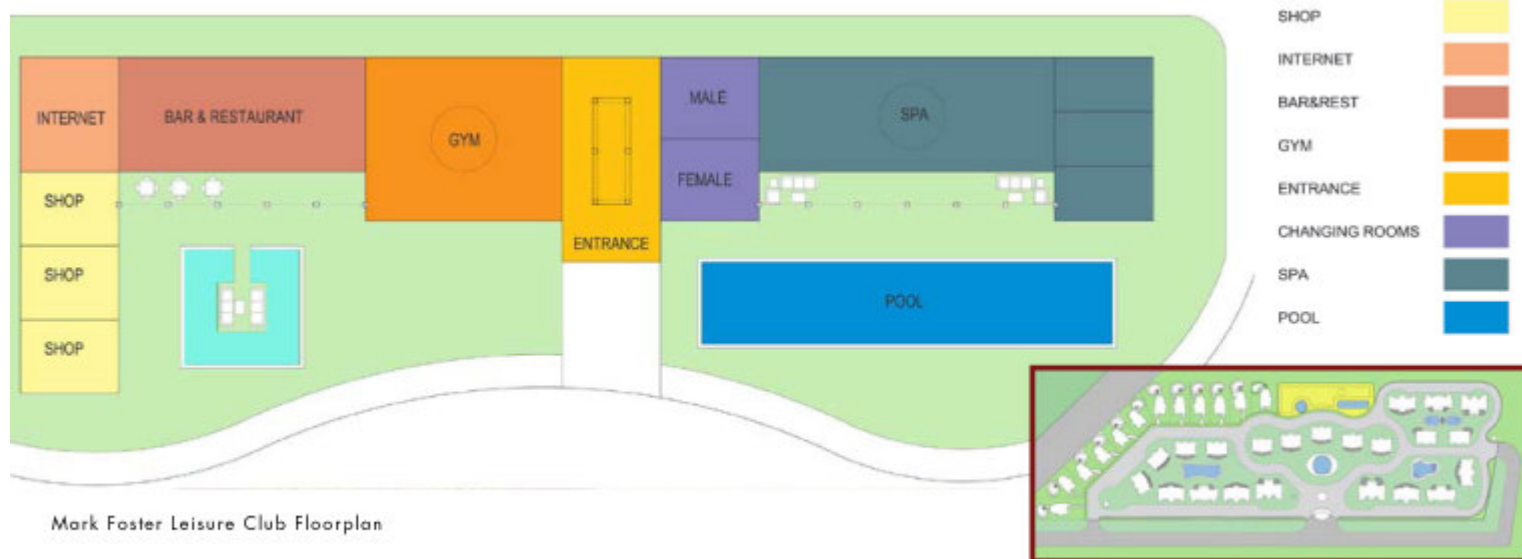 INTERNET
BAR & RESTAURANT
GYM
MALE
SPA
FEMALE
SHOP
ENTRANCE
SHOP
POOL
SHOP
SHOP
INTERNET
BAR&REST
GYM
ENTRANCE
CHANGING ROOMS
SPA
POOL
Mark Foster Leisure Club Floorplan